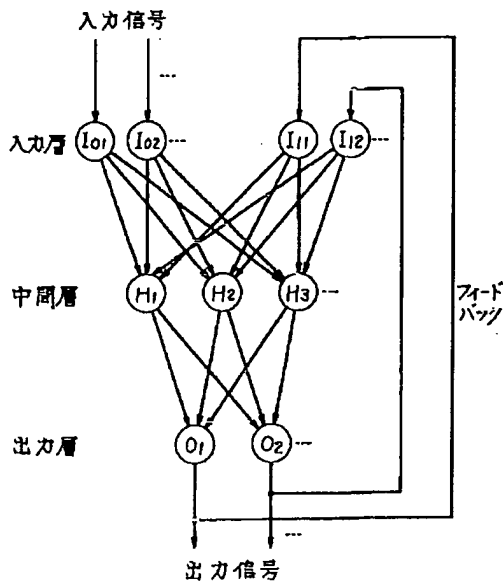 入力信号
...
入力層 I01 I02 ... I11 I12 ...
中間層 H1 H2 H3 ...
フィード
バック
出力層 O1 O2 ...
...
出力信号